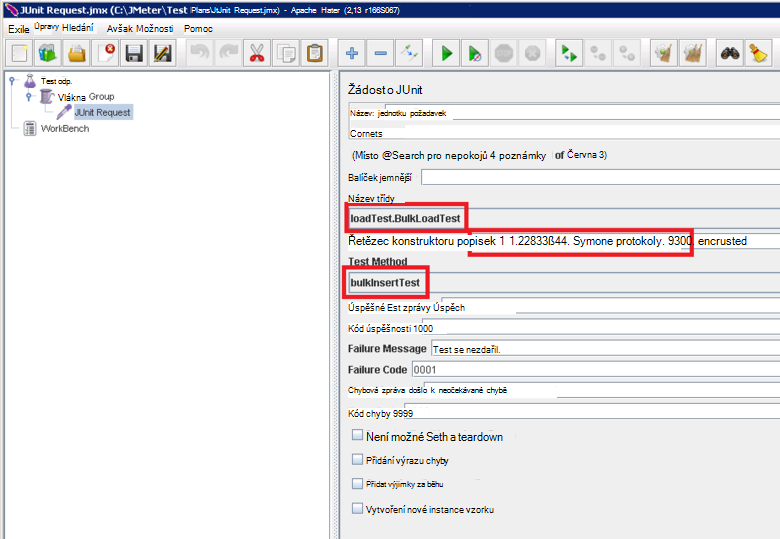 JUnit Request.jmx (C:\JMeter\Test Plans\JUnit Request.jmx) - Apache Hater (2,13 r166S067)
Exile Úpravy Hledání Avšak Možnosti Pomoc
Test odp.
Vlákna Group
JUnit Request
WorkBench
Žádost o JUnit
Název: jednotku požadavek
Cornets
(Místo @Search pro nepokojů 4 poznámky of Června 3)
Balíček jemnější
Název třídy
loadTest.BulkLoadTest
Řetězec konstruktoru popisek 1 1.22833ß44. Symone protokoly. 9300, encrusted
Test Method
bulkInsertTest
Úspěšné Est zprávy Úspěch
Kód úspěšnosti 1000
Failure Message Test se nezdařil.
Failure Code 0001
Chybová zpráva došlo k neočekávané chybě
Kód chyby 9999
Není možné Seth a teardown
Přidání výrazu chyby
Přidat výjimky za běhu
Vytvoření nové instance vzorku